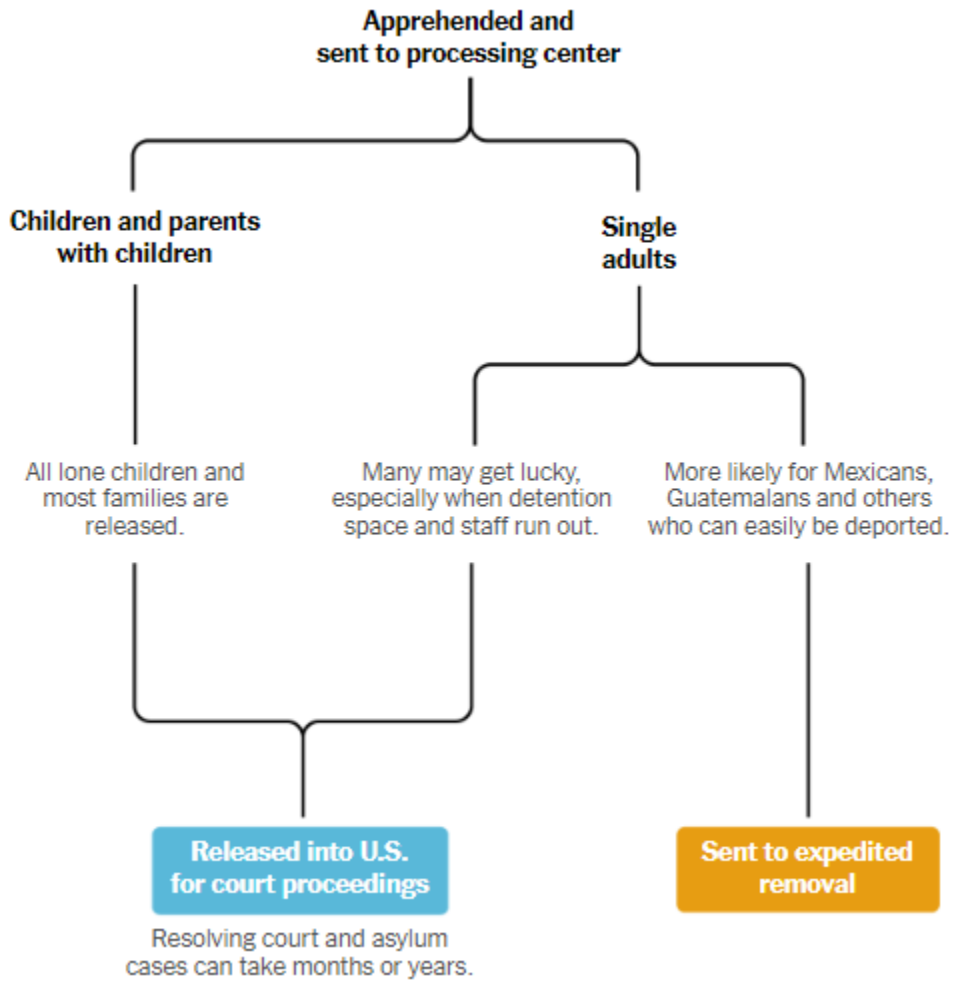 Apprehended and
sent to processing center
Children and parents
with children
Single
adults
All lone children and
most families are
released.
Many may get lucky,
especially when detention
space and staff run out.
More likely for Mexicans,
Guatemalans and others
who can easily be deported.
Released into U.S.
for court proceedings
Sent to expedited
removal
Resolving court and asylum
cases can take months or years.